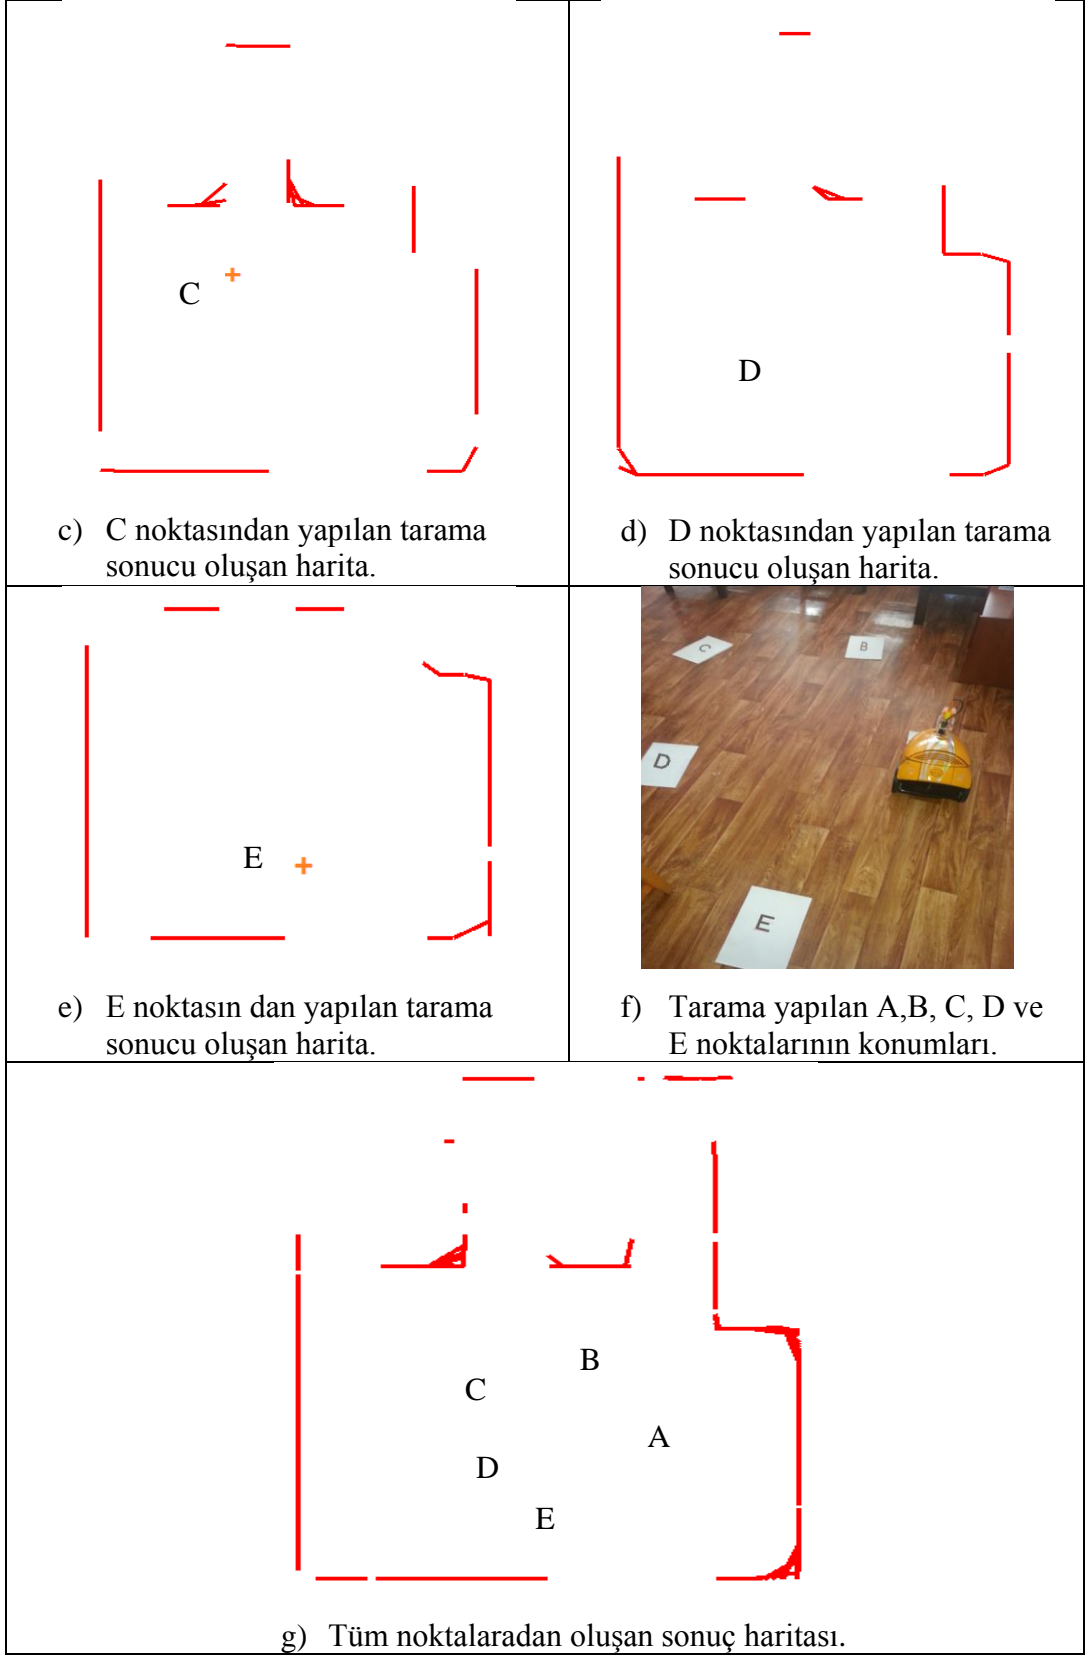 C
c) C noktasından yapılan tarama
sonucu oluşan harita.
D
d) D noktasından yapılan tarama
sonucu oluşan harita.
E
e) E noktasın dan yapılan tarama
sonucu oluşan harita.
C
B
D
E
f) Tarama yapılan A,B, C, D ve
E noktalarının konumları.
B
C
A
D
E
g) Tüm noktalaradan oluşan sonuç haritası.